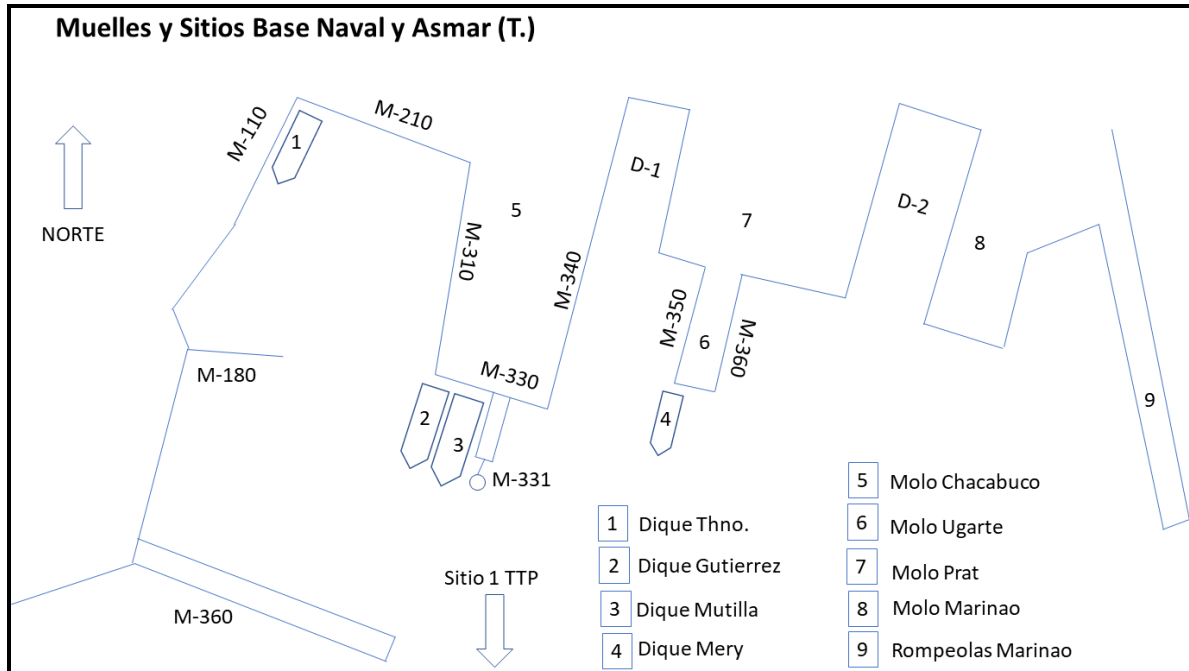 Muelles y Sitios Base Naval y Asmar (T.)
NORTE
M-110
1
M-210
5
M-310
M-340
D-1
7
M-350
6
M-360
D-2
8
9
M-180
M-330
2
3
M-331
4
M-360
Sitio 1 TTP
1 Dique Thno.
2 Dique Gutierrez
3 Dique Mutilla
4 Dique Mery
5 Molo Chacabuco
6 Molo Ugarte
7 Molo Prat
8 Molo Marinao
9 Rompeolas Marinao